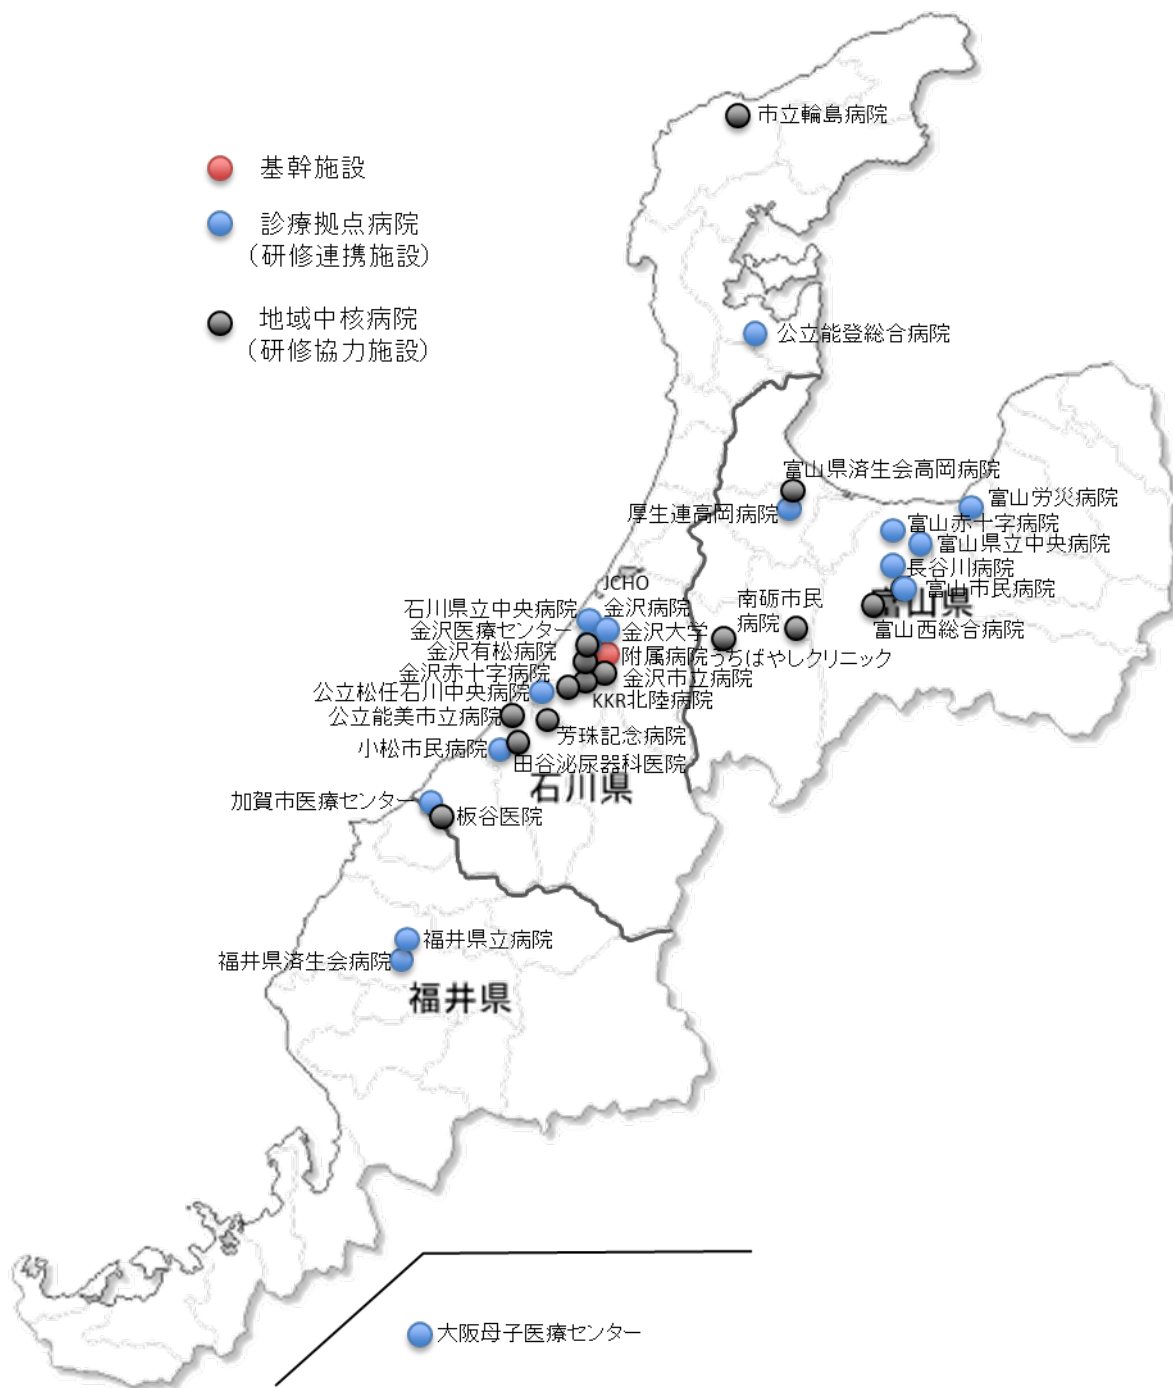 市立輪島病院
基幹施設
診療拠点病院
(研修連携施設)
地域中核病院
(研修協力施設)
公立能登総合病院
富山県済生会高岡病院
厚生連高岡病院
富山労災病院
富山赤十字病院
富山県立中央病院
長谷川病院
富山市民病院
富山県
富山西総合病院
南砺市民
病院
JCHO
金沢病院
石川県立中央病院
金沢医療センター
金沢大学
附属病院
うちばやしクリニック
金沢有松病院
金沢赤十字病院
金沢市立病院
公立松任石川中央病院
KKR北陸病院
公立能美市立病院
芳珠記念病院
小松市民病院
田谷泌尿器科医院
石川県
加賀市医療センター
板谷医院
福井県立病院
福井県済生会病院
福井県
大阪母子医療センター